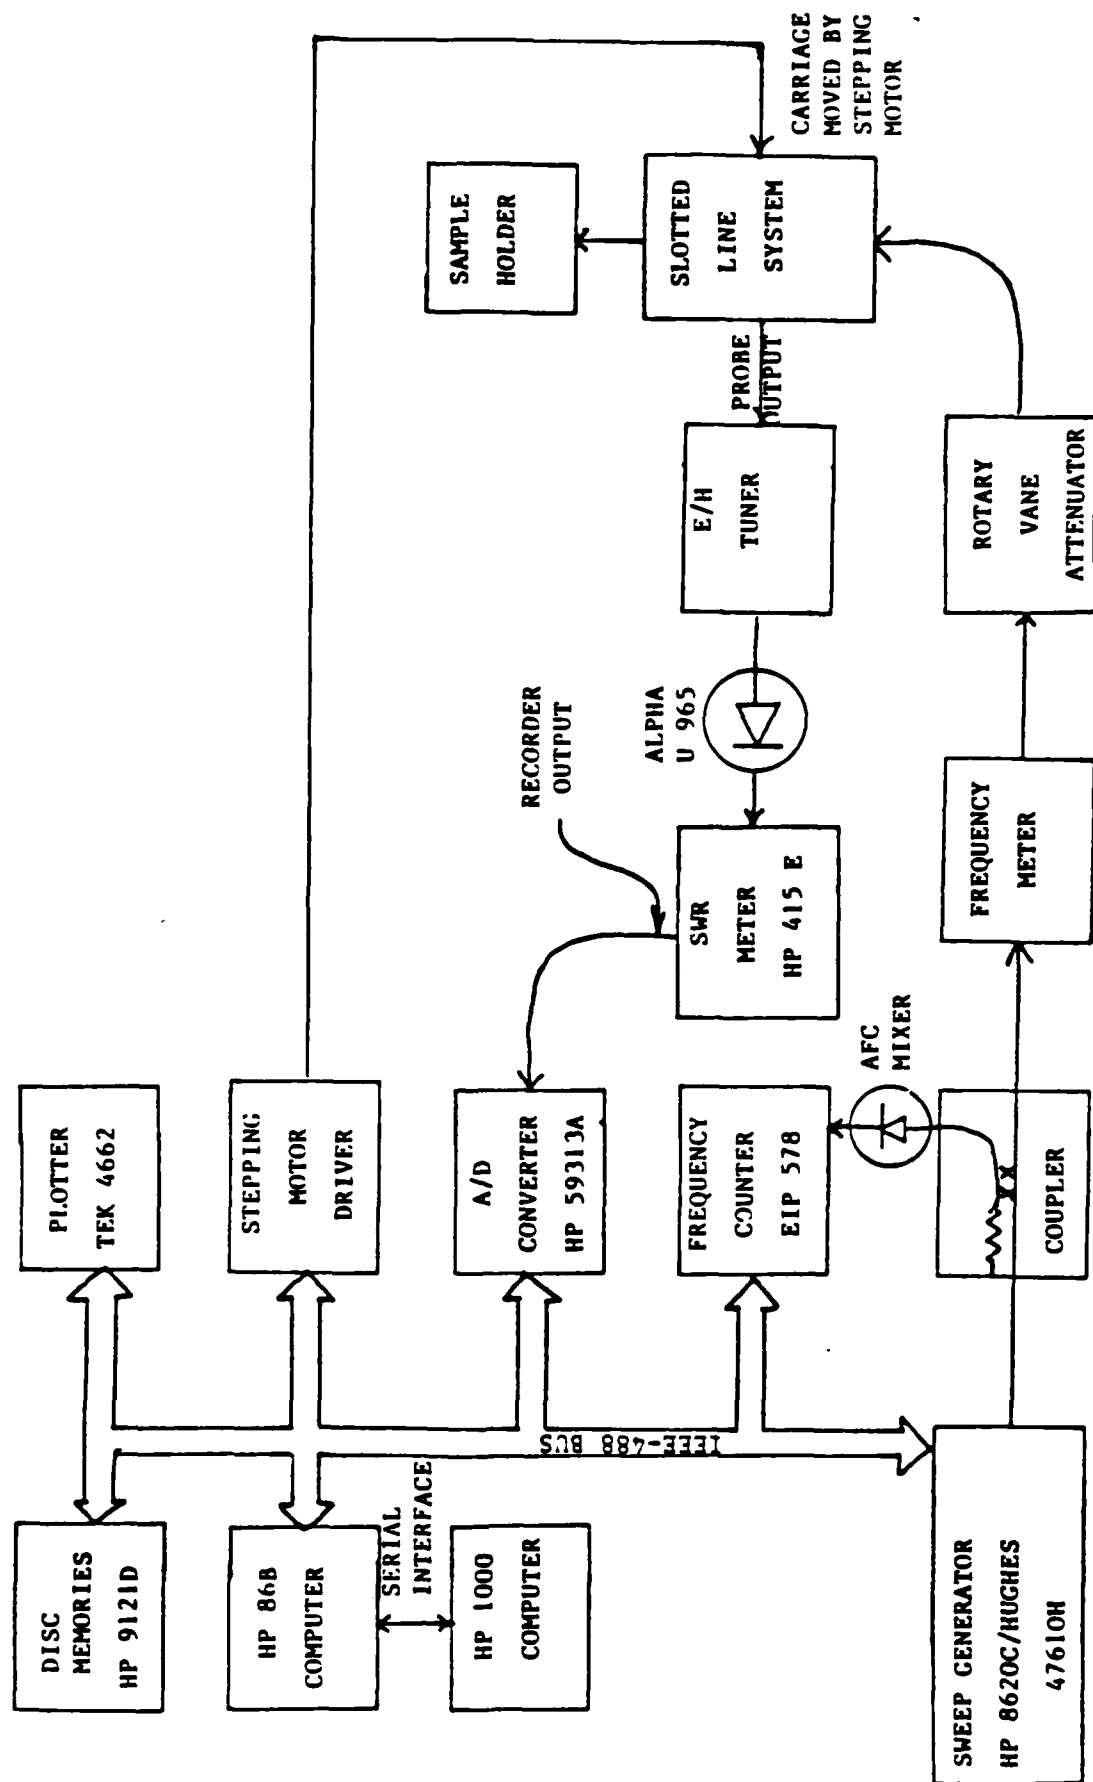 DISC
MEMORIES
HP 9121D
PLOTTER
TEK 4662
HP 86B
COMPUTER
STEPPING
MOTOR
DRIVER
SERIAL
INTERFACE
HP 1000
COMPUTER
IEEE-488 BUS
A/D
CONVERTER
HP 59313A
RECORDER
OUTPUT
SAMPLE
HOLDER
FREQUENCY
COUNTER
EIP 578
SWR
METER
HP 415 E
ALPHA
U 965
E/H
TUNER
PROBE
OUTPUT
SLOTTED
LINE
SYSTEM
CARRIAGE
MOVED BY
STEPPING
MOTOR
AFC
MIXER
SWEEP GENERATOR
HP 8620C/HUGHES
47610H
COUPLER
FREQUENCY
METER
ROTARY
VANE
ATTENUATOR